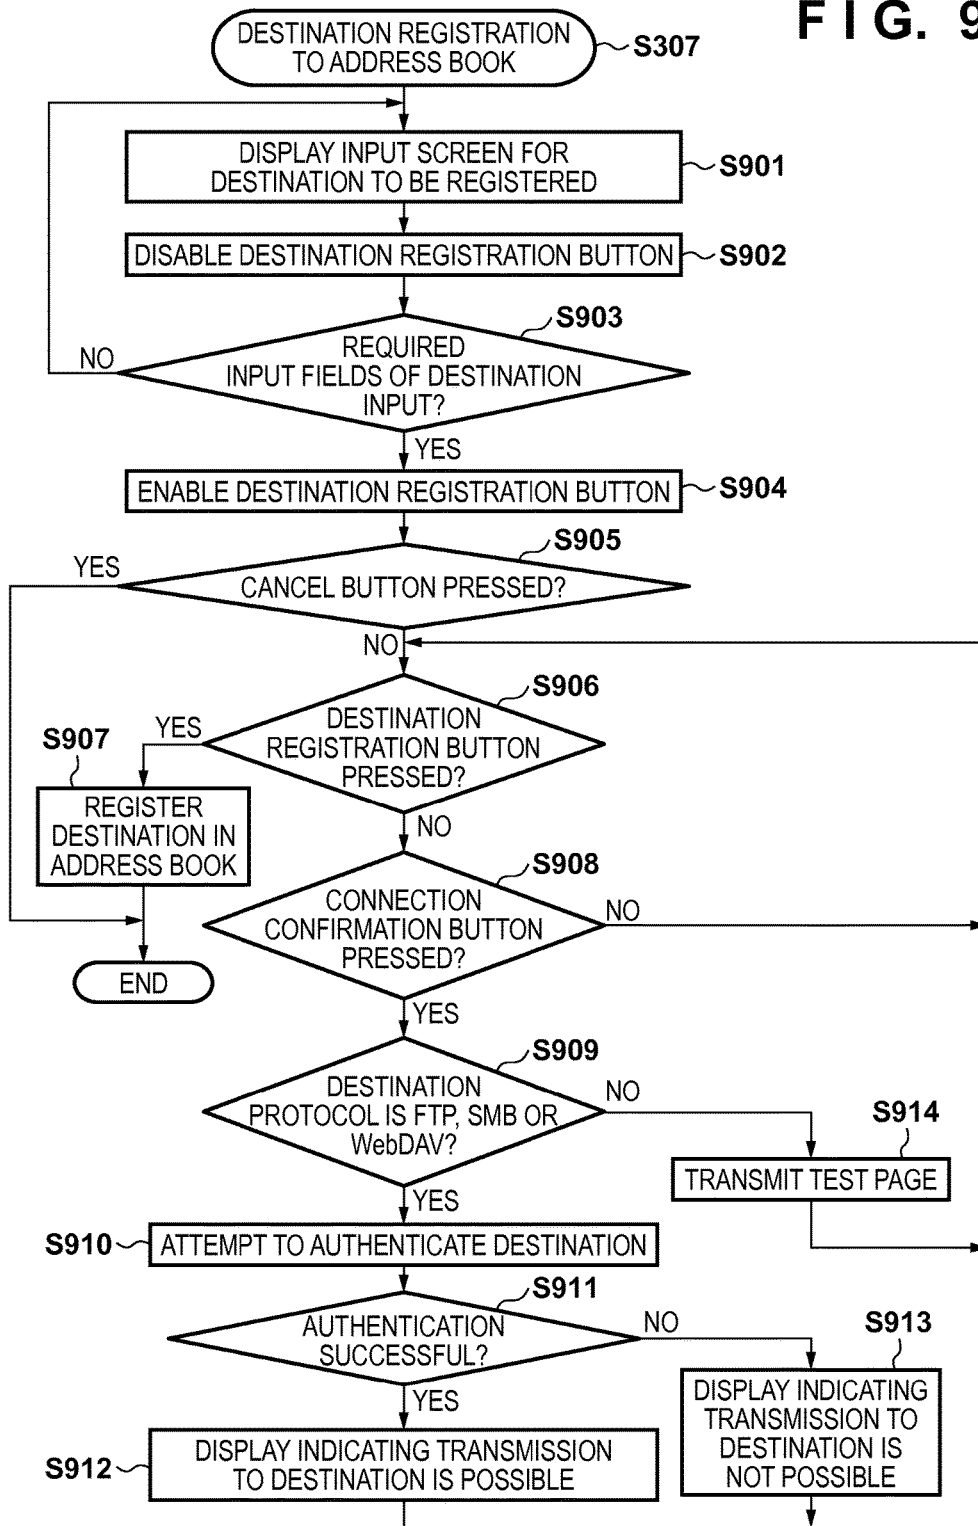 FIG. 9
DESTINATION REGISTRATION
TO ADDRESS BOOK
S307
DISPLAY INPUT SCREEN FOR
DESTINATION TO BE REGISTERED
S901
DISABLE DESTINATION REGISTRATION BUTTON
S902
S903
REQUIRED
INPUT FIELDS OF DESTINATION
INPUT?
NO
YES
ENABLE DESTINATION REGISTRATION BUTTON
S904
S905
YES
CANCEL BUTTON PRESSED?
NO
S906
DESTINATION
REGISTRATION BUTTON
PRESSED?
YES
S907
REGISTER
DESTINATION IN
ADDRESS BOOK
END
NO
S908
CONNECTION
CONFIRMATION BUTTON
PRESSED?
NO
YES
S909
DESTINATION
PROTOCOL IS FTP, SMB OR
WebDAV?
NO
S914
TRANSMIT TEST PAGE
YES
S910
ATTEMPT TO AUTHENTICATE DESTINATION
S911
AUTHENTICATION
SUCCESSFUL?
NO
S913
DISPLAY INDICATING
TRANSMISSION TO
DESTINATION IS
NOT POSSIBLE
YES
S912
DISPLAY INDICATING TRANSMISSION
TO DESTINATION IS POSSIBLE